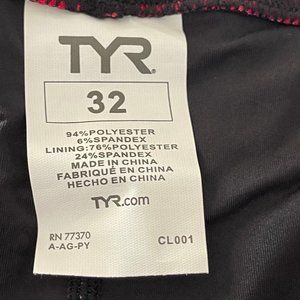 TYR
32
94%POLYESTER
6%SPANDEX
LINING:76%POLYESTER
24%SPANDEX
MADE IN CHINA
FABRIQUÉ EN CHINA
HECHO EN CHINA
TYR.com
RN 77370
A-AG-PY
CL001